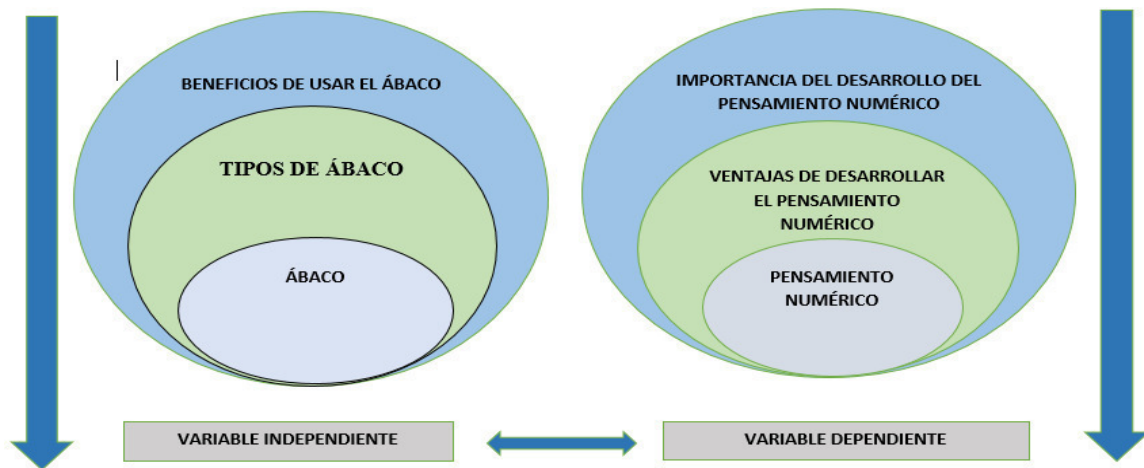 BENEFICIOS DE USAR EL ÁBACO
TIPOS DE ÁBACO
ÁBACO
IMPORTANCIA DEL DESARROLLO DEL
PENSAMIENTO NUMÉRICO
VENTAJAS DE DESARROLLAR
EL PENSAMIENTO
NUMÉRICO
PENSAMIENTO
NUMÉRICO
VARIABLE INDEPENDIENTE
VARIABLE DEPENDIENTE